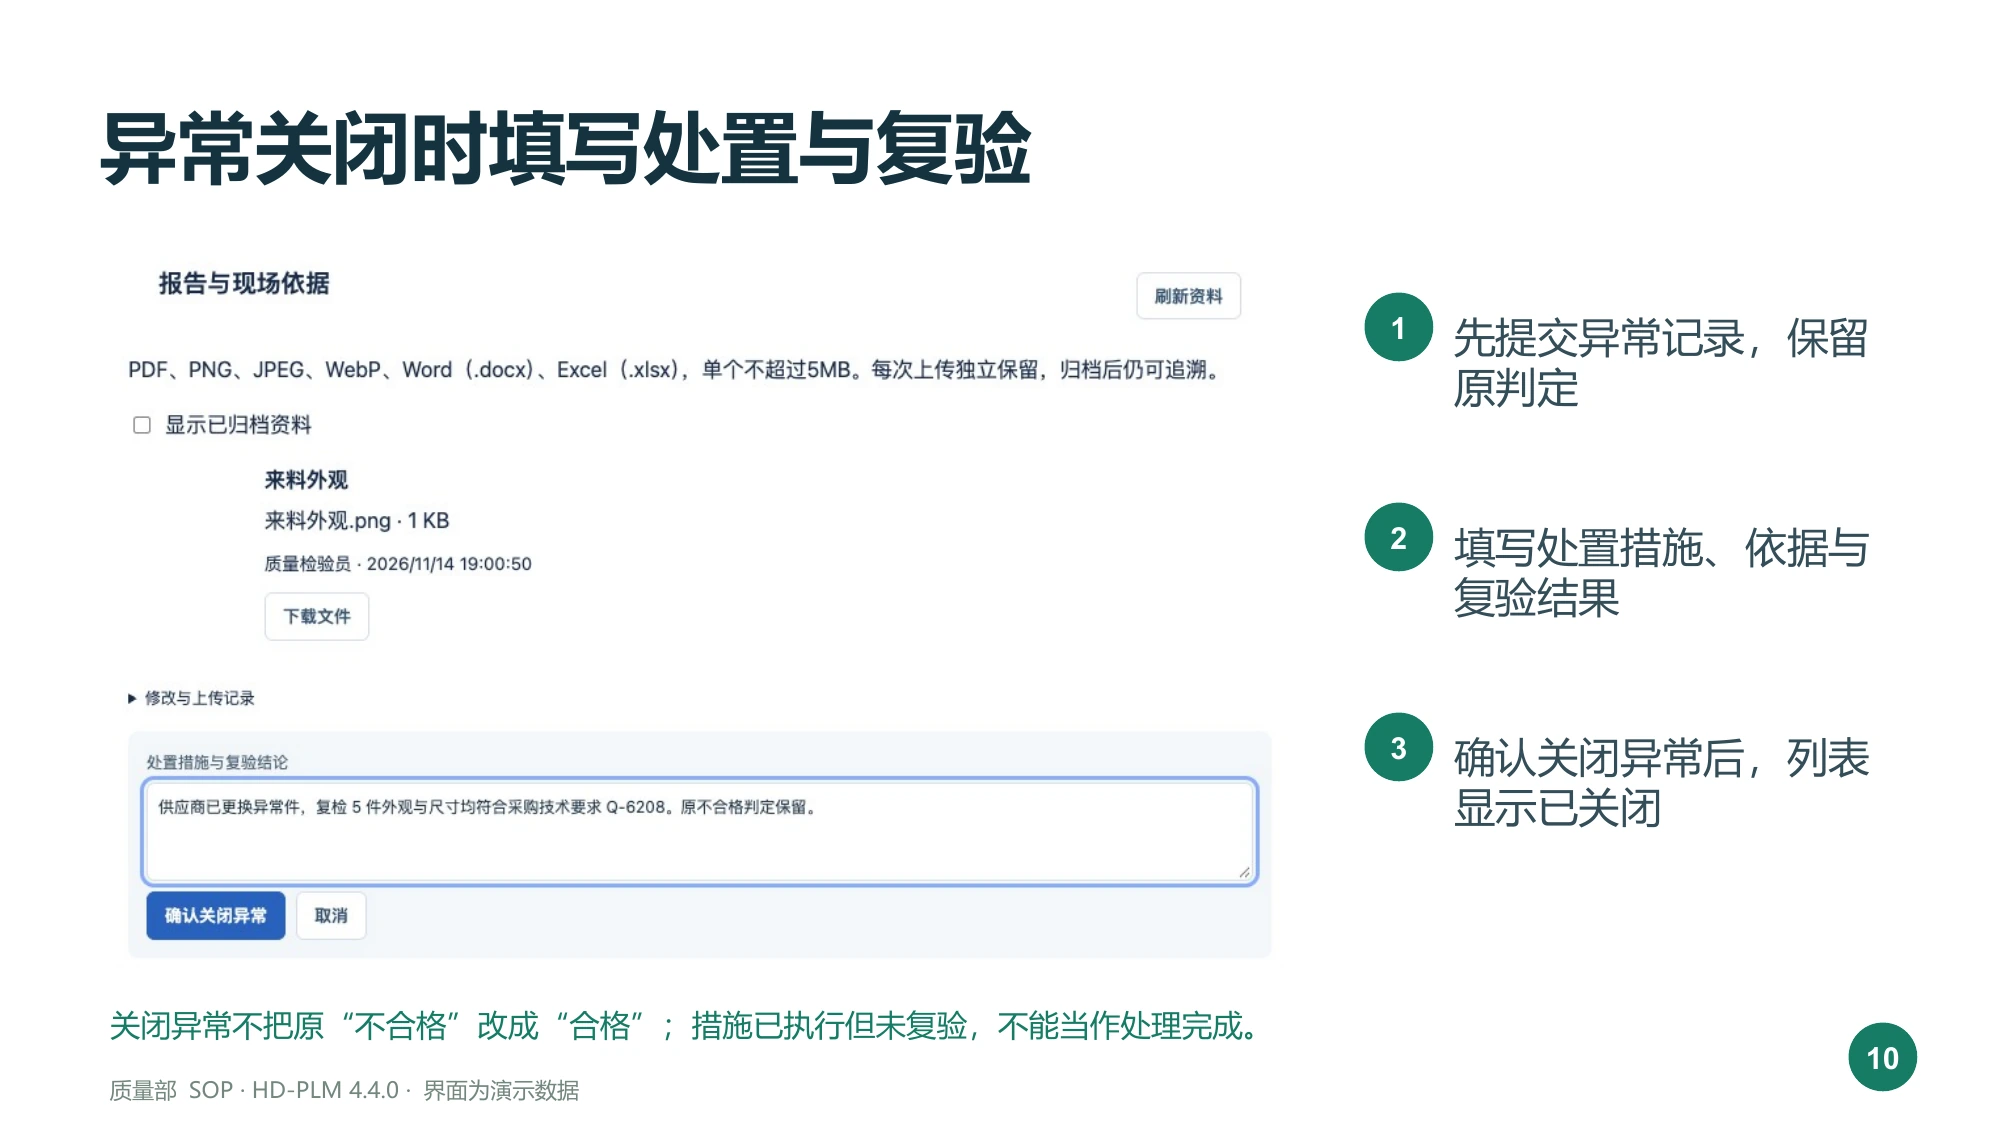 异常关闭时填写处置与复验
报告与现场依据
刷新资料
PDF、PNG、JPEG、WebP、Word（.docx）、Excel（.xlsx），单个不超过5MB。每次上传独立保留，归档后仍可追溯。
显示已归档资料
来料外观
来料外观.png · 1 KB
质量检验员 · 2026/11/14 19:00:50
下载文件
修改与上传记录
处置措施与复验结论
供应商已更换异常件，复检 5 件外观与尺寸均符合采购技术要求 Q-6208。原不合格判定保留。
确认关闭异常
取消
1
先提交异常记录，保留
原判定
2
填写处置措施、依据与
复验结果
3
确认关闭异常后，列表
显示已关闭
关闭异常不把原“不合格”改成“合格”；措施已执行但未复验，不能当作处理完成。
质量部 SOP · HD-PLM 4.4.0 · 界面为演示数据
10